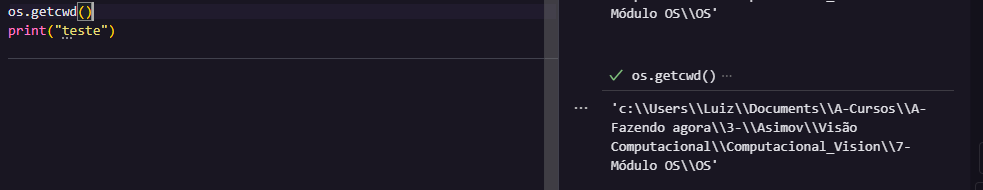 os.getcwd()
print("teste")
Módulo OS\\OS'
os.getcwd() ...
'c:\\Users\\Luiz\\Documents\\A-Cursos\\A-
Fazendo agora\\3-\\Asimov\\Visão
Computacional\\Computacional_Vision\\7-
Módulo OS\\OS'